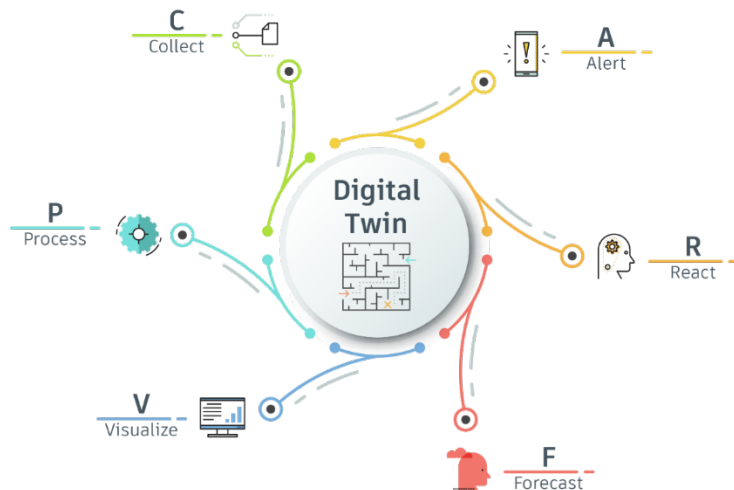 C
Collect
A
Alert
Digital
Twin
P
Process
R
React
V
Visualize
F
Forecast